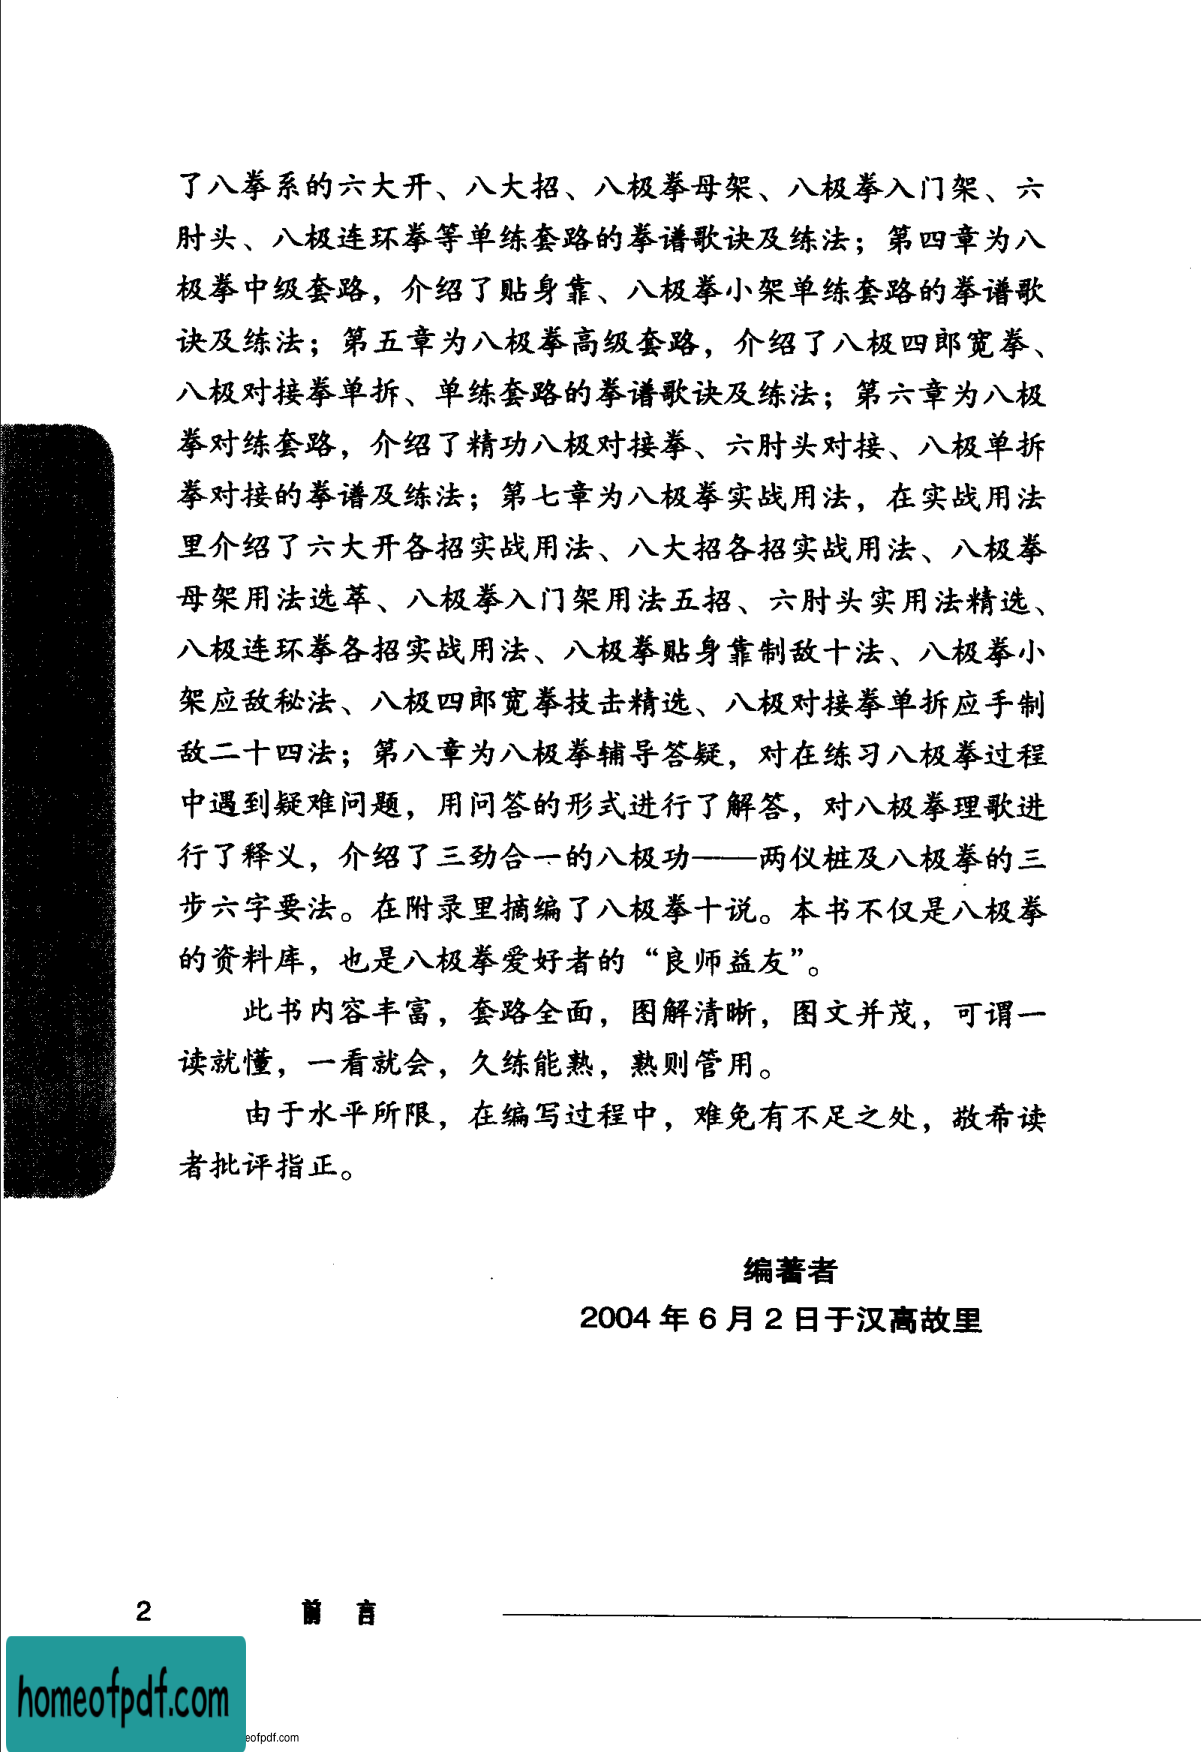 了八拳系的六大开、八大招、八极拳母架、八极拳入门架、六
肘头、八极连环拳等单练套路的拳谱歌诀及练法；第四章为八
极拳中级套路，介绍了贴身靠、八极拳小架单练套路的拳谱歌
诀及练法；第五章为八极拳高级套路，介绍了八极四郎宽拳、
八极对接拳单拆、单练套路的拳谱歌诀及练法；第六章为八极
拳对练套路，介绍了精功八极对接拳、六肘头对接、八极单拆
拳对接的拳谱及练法；第七章为八极拳实战用法，在实战用法
里介绍了六大开各招实战用法、八大招各招实战用法、八极拳
母架用法选萃、八极拳入门架用法五招、六肘头实用法精选、
八极连环拳各招实战用法、八极拳贴身靠制敌十法、八极拳小
架应敌秘法、八极四郎宽拳技击精选、八极对接拳单拆应手制
敌二十四法；第八章为八极拳辅导答疑，对在练习八极拳过程
中遇到疑难问题，用问答的形式进行了解答，对八极拳理歌进
行了释义，介绍了三劲合一的八极功——两仪桩及八极拳的三
步六字要法。在附录里摘编了八极拳十说。本书不仅是八极拳
的资料库，也是八极拳爱好者的“良师益友”。
此书内容丰富，套路全面，图解清晰，图文并茂，可谓一
读就懂，一看就会，久练能熟，熟则管用。
由于水平所限，在编写过程中，难免有不足之处，敬希读
者批评指正。
编著者
2004年6月2日于汉高故里
2 前 言
homeofpdf.com
eofpdf.com